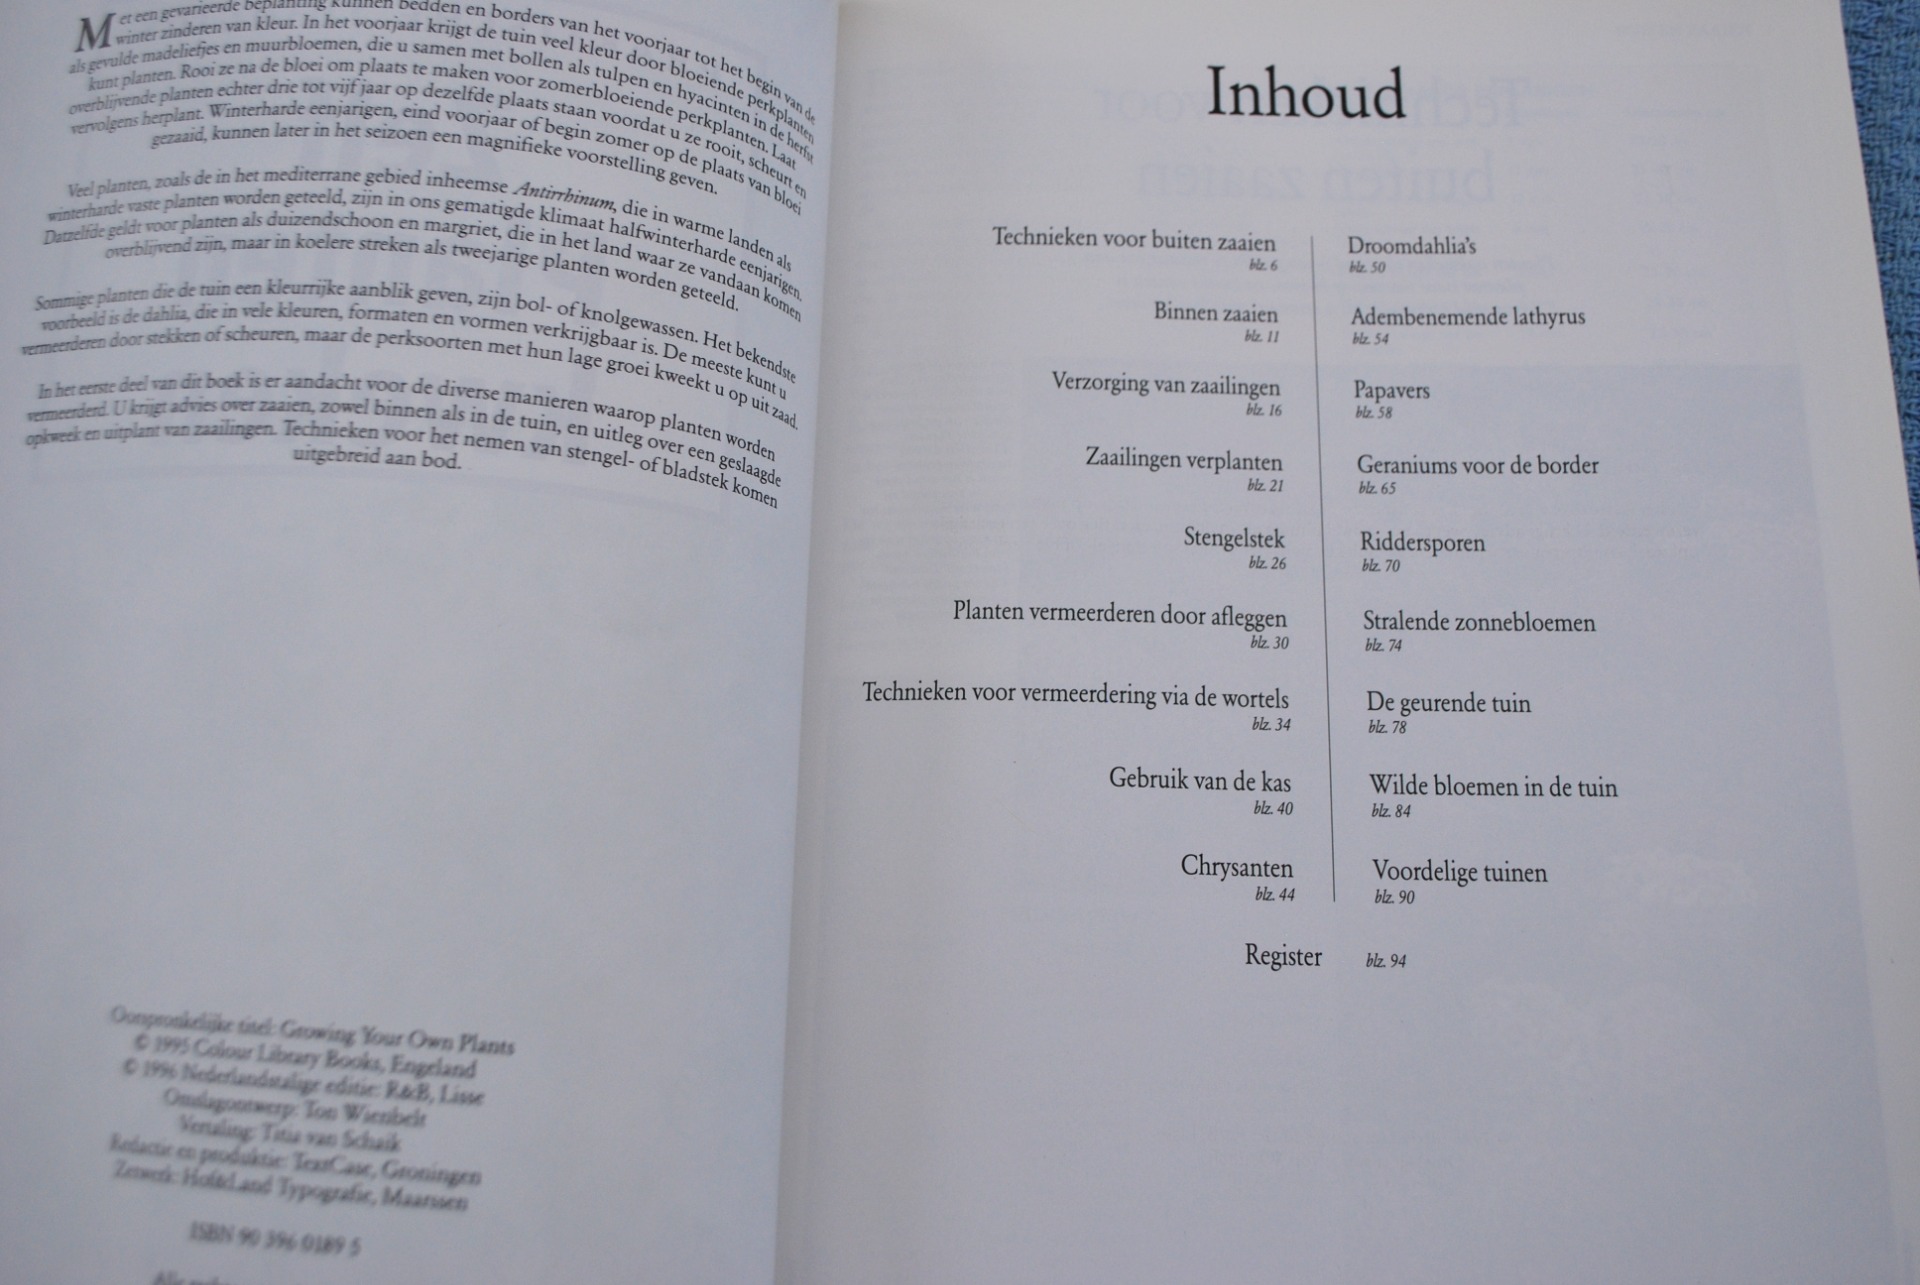 Met een gevarieerde beplanting kunnen bedden en borders van het voorjaar tot het begin van de
winter zinderen van kleur. In het voorjaar krijgt de tuin veel kleur door bloeiende perkplanten
als gevulde madeliefjes en muurbloemen, die u samen met bollen als tulpen en hyacinten in de herfst
kunt planten. Rooi ze na de bloei om plaats te maken voor zomerbloeiende perkplanten. Laat
overblijvende planten echter drie tot vijf jaar op dezelfde plaats staan voordat u ze rooit, scheurt en
vervolgens herplant. Winterharde eenjarigen, eind voorjaar of begin zomer op de plaats van bloei
gezaaid, kunnen later in het seizoen een magnifieke voorstelling geven.
Veel planten, zoals de in het mediterrane gebied inheemse Antirrhinum, die in warme landen als
winterharde vaste planten worden geteeld, zijn in ons gematigde klimaat halfwinterharde eenjarigen.
Datzelfde geldt voor planten als duizendschoon en margriet, die in het land waar ze vandaan komen
overblijvend zijn, maar in koelere streken als tweejarige planten worden geteeld.
Sommige planten die de tuin een kleurrijke aanblik geven, zijn bol- of knolgewassen. Het bekendste
voorbeeld is de dahlia, die in vele kleuren, formaten en vormen verkrijgbaar is. De meeste kunt u
vermeerderen door stekken of scheuren, maar de perksoorten met hun lage groei kweekt u op uit zaad.
In het eerste deel van dit boek is er aandacht voor de diverse manieren waarop planten worden
vermeerderd. U krijgt advies over zaaien, zowel binnen als in de tuin, en uitleg over een geslaagde
opkweek en uitplant van zaailingen. Technieken voor het nemen van stengel- of bladstek komen
uitgebreid aan bod.
Oorspronkelijke titel: Growing Your Own Plants
© 1995 Colour Library Books, Engeland
© 1996 Nederlandstalige editie: R&B, Lisse
Omslagontwerp: Ton Wienbelt
Vertaling: Titia van Schaik
Redactie en produktie: TextCase, Groningen
Zetwerk: Hof&Land Typografie, Maarssen
ISBN 90 396 0189 5
Inhoud
Technieken voor buiten zaaien
blz. 6
Binnen zaaien
blz. 11
Verzorging van zaailingen
blz. 16
Zaailingen verplanten
blz. 21
Stengelstek
blz. 26
Planten vermeerderen door afleggen
blz. 30
Technieken voor vermeerdering via de wortels
blz. 34
Gebruik van de kas
blz. 40
Chrysanten
blz. 44
Droomdahlia's
blz. 50
Adembenemende lathyrus
blz. 54
Papavers
blz. 58
Geraniums voor de border
blz. 65
Riddersporen
blz. 70
Stralende zonnebloemen
blz. 74
De geurende tuin
blz. 78
Wilde bloemen in de tuin
blz. 84
Voordelige tuinen
blz. 90
Register blz. 94